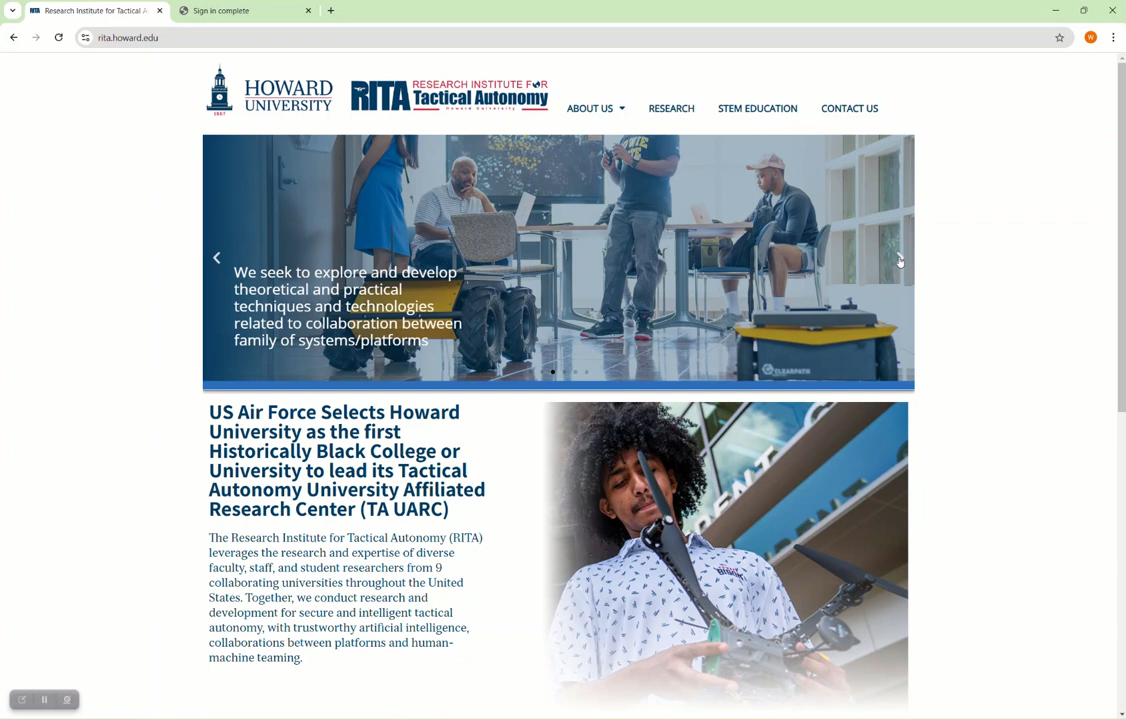 Research Institute for Tactical A
Sign in complete
rita.howard.edu
W
HOWARD
UNIVERSITY
1867
RITA
RESEARCH INSTITUTE FOR
Tactical Autonomy
Howard University
ABOUT US
RESEARCH
STEM EDUCATION
CONTACT US
We seek to explore and develop
theoretical and practical
techniques and technologies
related to collaboration between
family of systems/platforms
CLEARPATH
US Air Force Selects Howard
University as the first
Historically Black College or
University to lead its Tactical
Autonomy University Affiliated
Research Center (TA UARC)
The Research Institute for Tactical Autonomy (RITA)
leverages the research and expertise of diverse
faculty, staff, and student researchers from 9
collaborating universities throughout the United
States. Together, we conduct research and
development for secure and intelligent tactical
autonomy, with trustworthy artificial intelligence,
collaborations between platforms and human-
machine teaming.